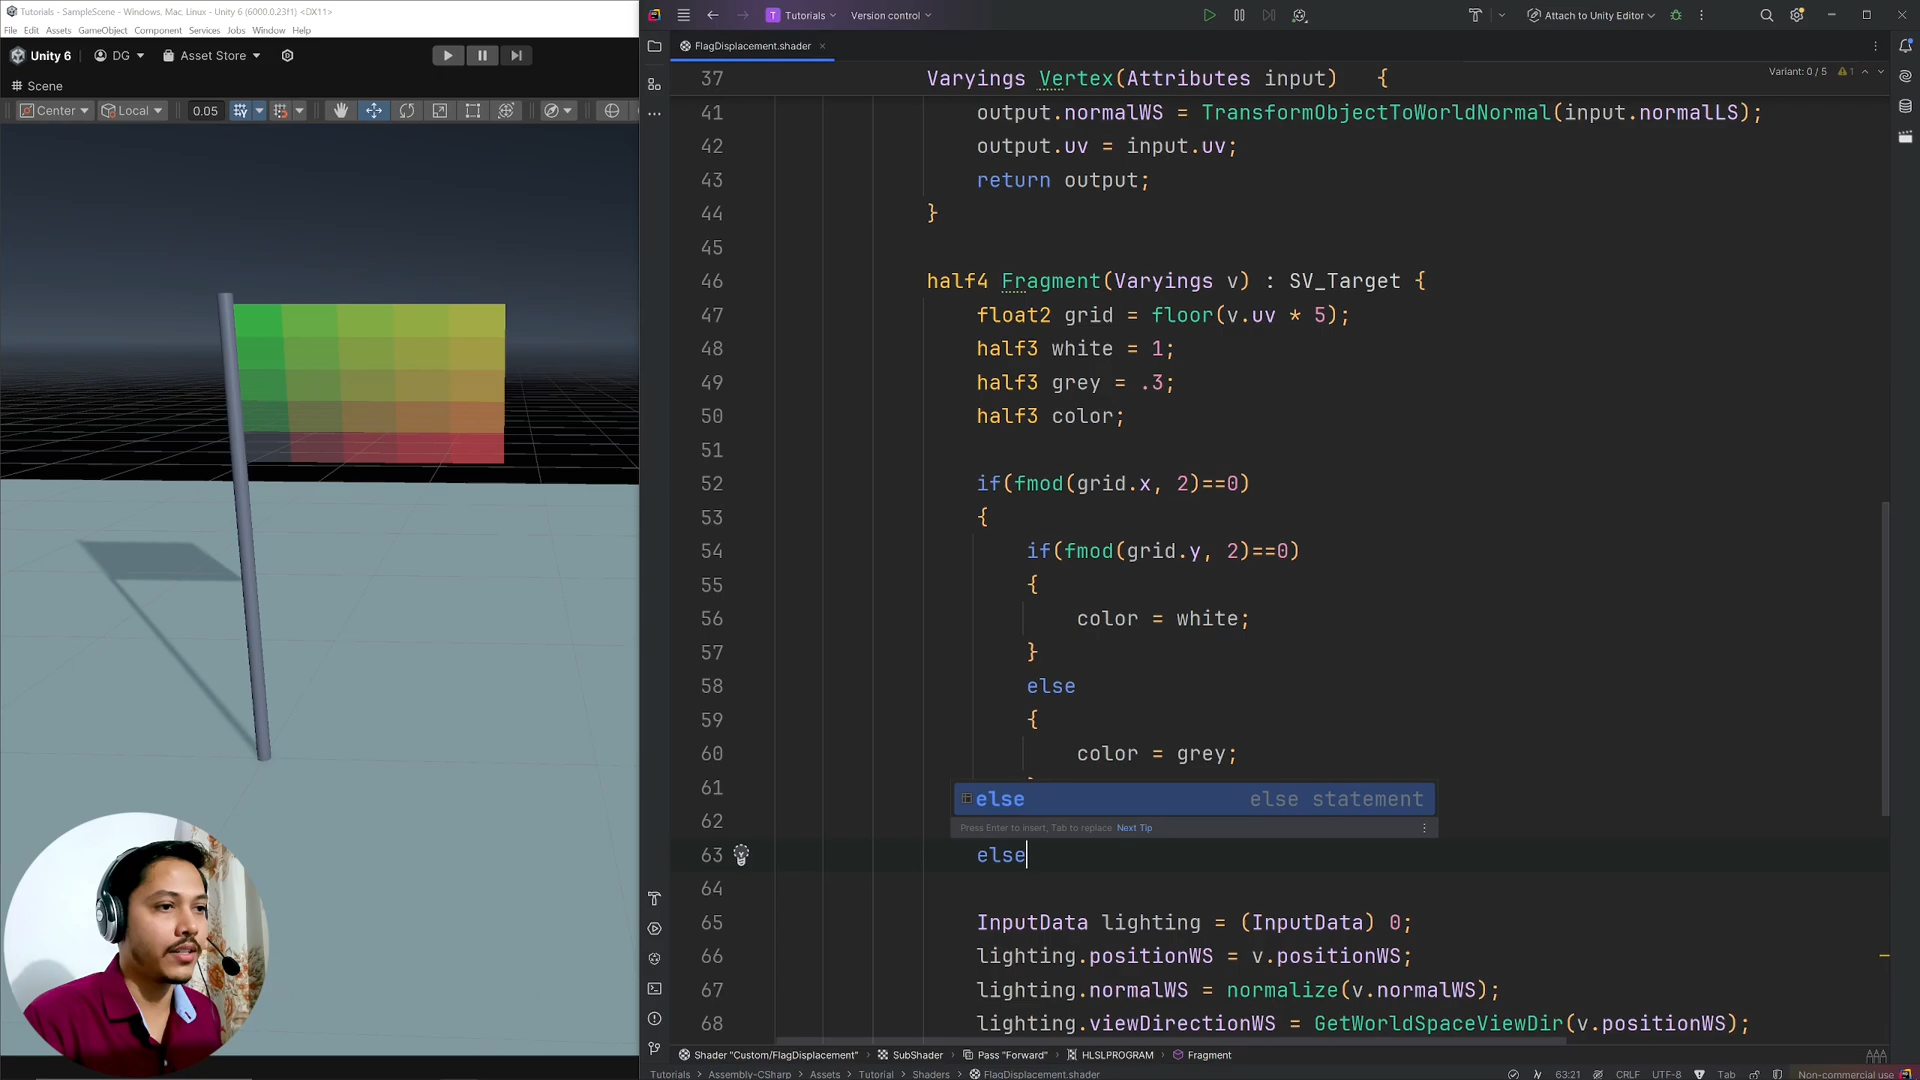 Tutorials - SampleScene - Windows, Mac, Linux - Unity 6 (6000.0.23f1) <DX11>
File Edit Assets GameObject Component Services Jobs Window Help
Unity 6 DG Asset Store
Scene
Center Local 0.05
T Tutorials Version control Attach to Unity Editor
FlagDisplacement.shader
Variant: 0 / 5 1
37 Varyings Vertex(Attributes input) {
41 output.normalWS = TransformObjectToWorldNormal(input.normalLS);
42 output.uv = input.uv;
43 return output;
44 }
45
46 half4 Fragment(Varyings v) : SV_Target {
47 float2 grid = floor(v.uv * 5);
48 half3 white = 1;
49 half3 grey = .3;
50 half3 color;
51
52 if(fmod(grid.x, 2)==0)
53 {
54 if(fmod(grid.y, 2)==0)
55 {
56 color = white;
57 }
58 else
59 {
60 color = grey;
61
else else statement
62
Press Enter to insert, Tab to replace Next Tip
63 else
64
65 InputData lighting = (InputData) 0;
66 lighting.positionWS = v.positionWS;
67 lighting.normalWS = normalize(v.normalWS);
68 lighting.viewDirectionWS = GetWorldSpaceViewDir(v.positionWS);
Shader "Custom/FlagDisplacement" SubShader Pass "Forward" HLSLPROGRAM Fragment
Tutorials Assembly-CSharp Assets Tutorial Shaders FlagDisplacement.shader 63:21 CRLF UTF-8 Tab Non-commercial use